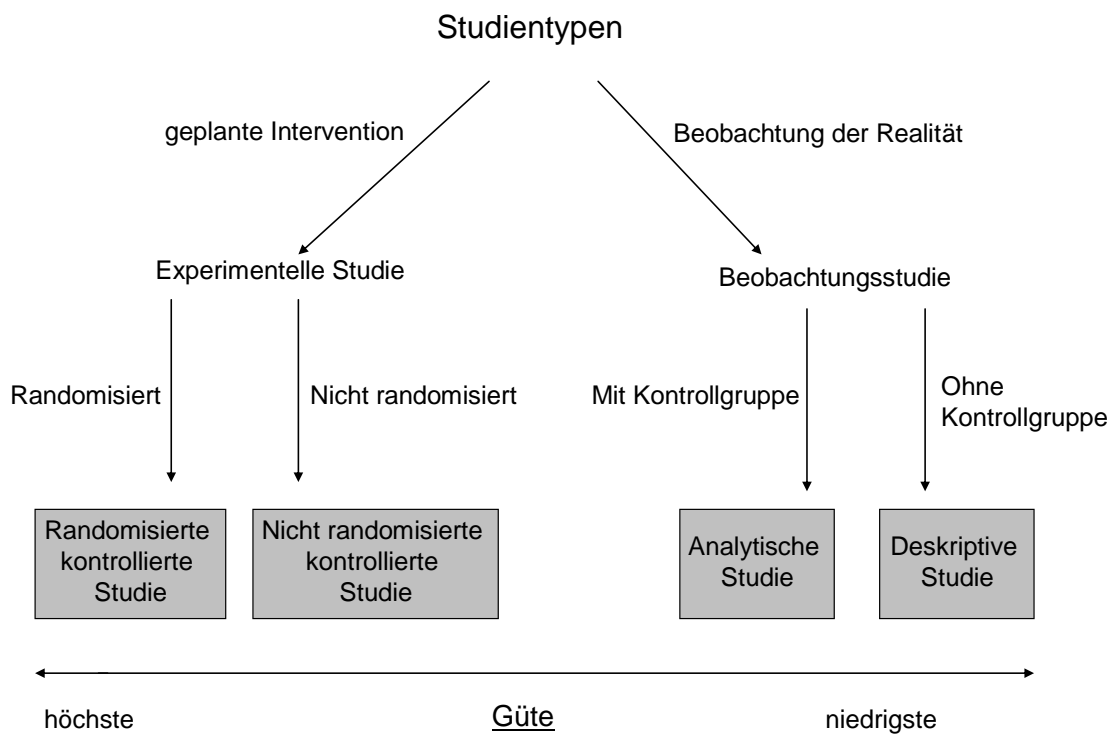 Studientypen
geplante Intervention
Beobachtung der Realität
Experimentelle Studie
Beobachtungsstudie
Randomisiert
Nicht randomisiert
Mit Kontrollgruppe
Ohne
Kontrollgruppe
Randomisierte
kontrollierte
Studie
Nicht randomisierte
kontrollierte
Studie
Analytische
Studie
Deskriptive
Studie
höchste
Güte
niedrigste